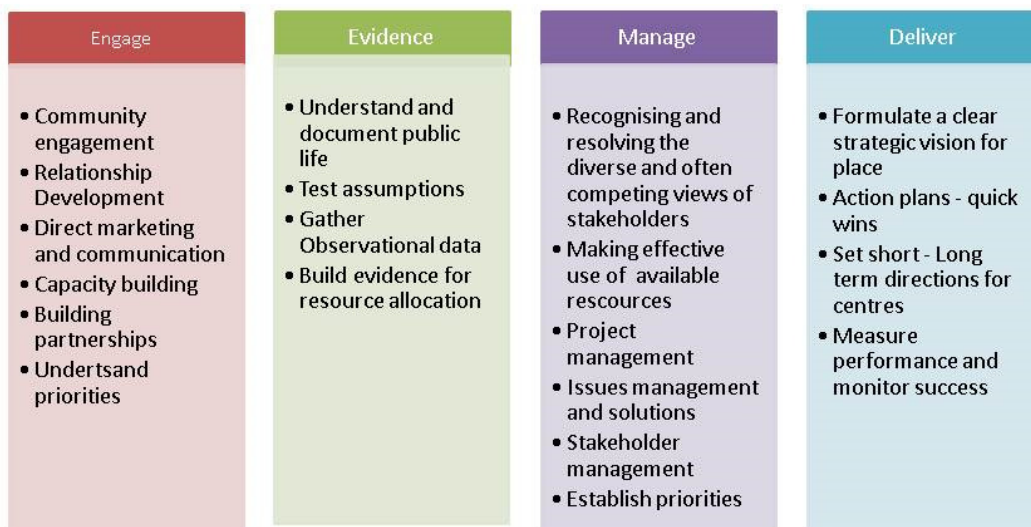 Engage
• Community
engagement
• Relationship
Development
• Direct marketing
and communication
• Capacity building
• Building
partnerships
• Undertsand
priorities
Evidence
• Understand and
document public
life
• Test assumptions
• Gather
Observational data
• Build evidence for
resource allocation
Manage
• Recognising and
resolving the
diverse and often
competing views of
stakeholders
• Making effective
use of available
rescources
• Project
management
• Issues management
and solutions
• Stakeholder
management
• Establish priorities
Deliver
• Formulate a clear
strategic vision for
place
• Action plans - quick
wins
• Set short - Long
term directions for
centres
• Measure
performance and
monitor success